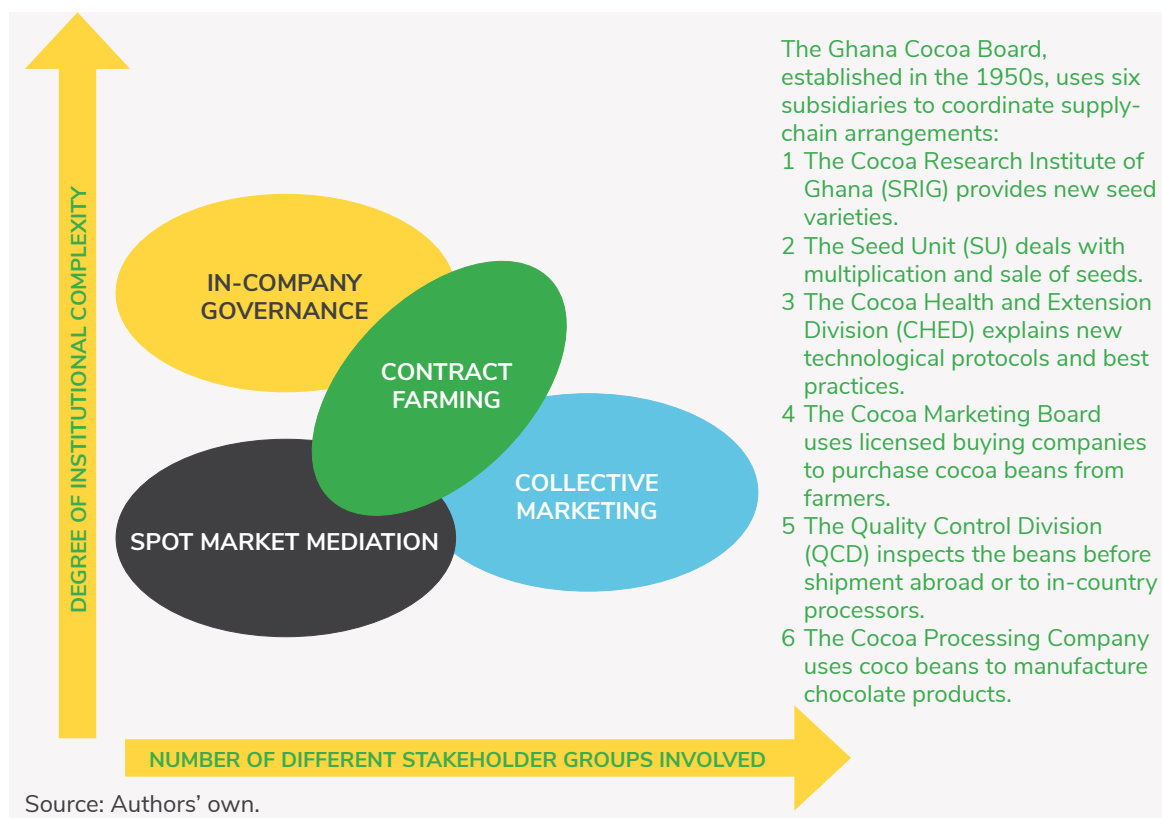 DEGREE OF INSTITUTIONAL COMPLEXITY
IN-COMPANY
GOVERNANCE
CONTRACT
FARMING
COLLECTIVE
MARKETING
SPOT MARKET MEDIATION
NUMBER OF DIFFERENT STAKEHOLDER GROUPS INVOLVED
The Ghana Cocoa Board,
established in the 1950s, uses six
subsidiaries to coordinate supply-
chain arrangements:
1 The Cocoa Research Institute of
Ghana (SRIG) provides new seed
varieties.
2 The Seed Unit (SU) deals with
multiplication and sale of seeds.
3 The Cocoa Health and Extension
Division (CHED) explains new
technological protocols and best
practices.
4 The Cocoa Marketing Board
uses licensed buying companies
to purchase cocoa beans from
farmers.
5 The Quality Control Division
(QCD) inspects the beans before
shipment abroad or to in-country
processors.
6 The Cocoa Processing Company
uses coco beans to manufacture
chocolate products.
Source: Authors’ own.